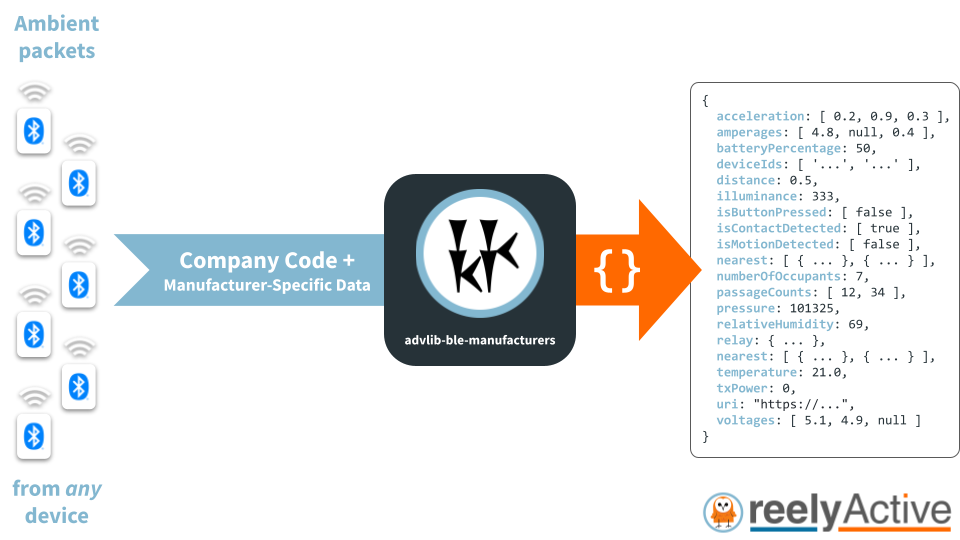 Ambient
packets
from any
device
Company Code +
Manufacturer-Specific Data
advlib-ble-manufacturers
{}
{
acceleration: [ 0.2, 0.9, 0.3 ],
amperages: [ 4.8, null, 0.4 ],
batteryPercentage: 50,
deviceIds: [ '...', '...' ],
distance: 0.5,
illuminance: 333,
isButtonPressed: [ false ],
isContactDetected: [ true ],
isMotionDetected: [ false ],
nearest: [ { ... }, { ... } ],
numberOfOccupants: 7,
passageCounts: [ 12, 34 ],
pressure: 101325,
relativeHumidity: 69,
relay: { ... },
nearest: [ { ... }, { ... } ],
temperature: 21.0,
txPower: 0,
uri: "https://...",
voltages: [ 5.1, 4.9, null ]
}
reelyActive